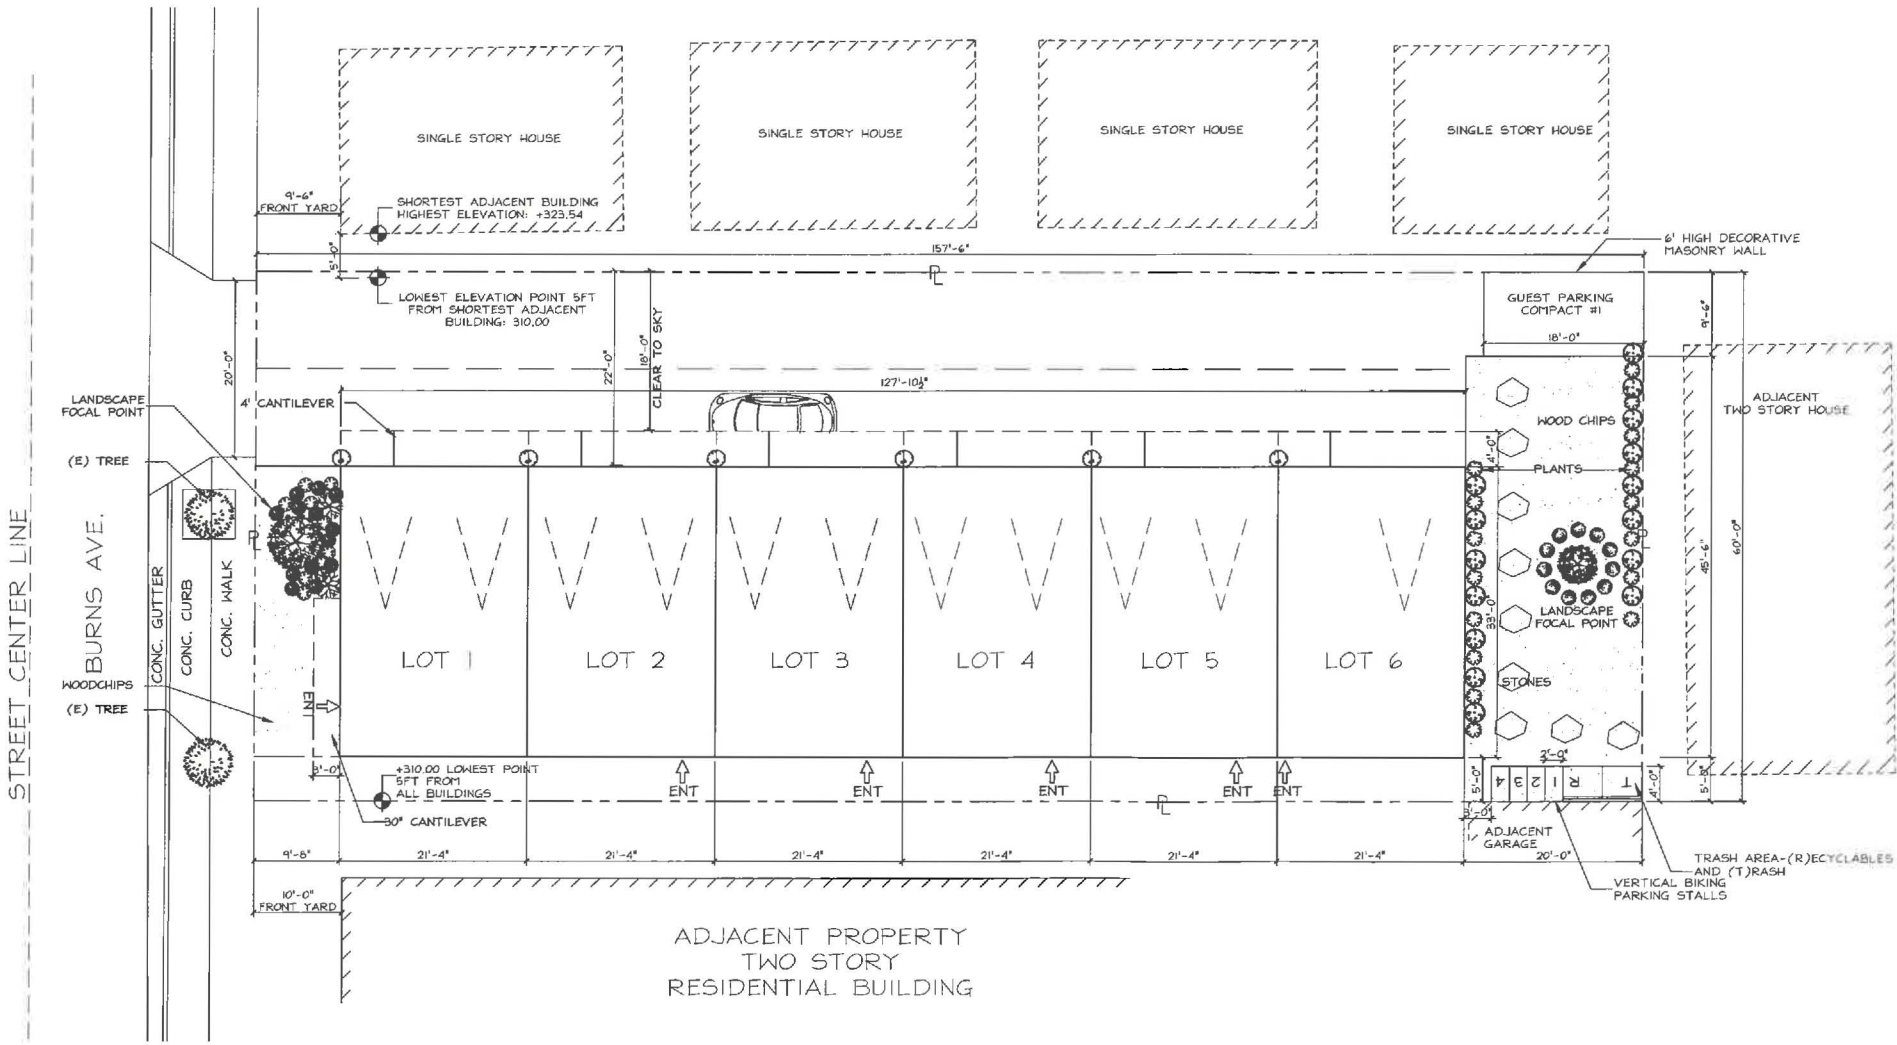 SINGLE STORY HOUSE
SINGLE STORY HOUSE
SINGLE STORY HOUSE
SINGLE STORY HOUSE
9'-6"
FRONT YARD
SHORTEST ADJACENT BUILDING
HIGHEST ELEVATION: +323.54
5'-0"
157'-6"
6' HIGH DECORATIVE
MASONRY WALL
PL
LOWEST ELEVATION POINT 5FT
FROM SHORTEST ADJACENT
BUILDING: 310.00
GUEST PARKING
COMPACT #1
18'-0"
9'-6"
20'-0"
22'-0"
18'-0"
CLEAR TO SKY
127'-10½"
LANDSCAPE
FOCAL POINT
4' CANTILEVER
ADJACENT
TWO STORY HOUSE
WOOD CHIPS
4'-0"
PLANTS
(E) TREE
PL
PL
STREET CENTER LINE
BURNS AVE.
CONC. GUTTER
CONC. CURB
CONC. WALK
45'-6"
60'-0"
33'-0"
LANDSCAPE
FOCAL POINT
LOT 1
LOT 2
LOT 3
LOT 4
LOT 5
LOT 6
STONES
WOODCHIPS
(E) TREE
ENT
3'-0"
+310.00 LOWEST POINT
5FT FROM
ALL BUILDINGS
30" CANTILEVER
ENT
ENT
ENT
ENT
ENT
PL
2'-0"
4 3 2 1 R T
5'-0"
4'-0"
5'-0"
3'-0"
ADJACENT
GARAGE
9'-8"
21'-4"
21'-4"
21'-4"
21'-4"
21'-4"
21'-4"
20'-0"
TRASH AREA-(R)ECYCLABLES
AND (T)RASH
VERTICAL BIKING
PARKING STALLS
10'-0"
FRONT YARD
ADJACENT PROPERTY
TWO STORY
RESIDENTIAL BUILDING